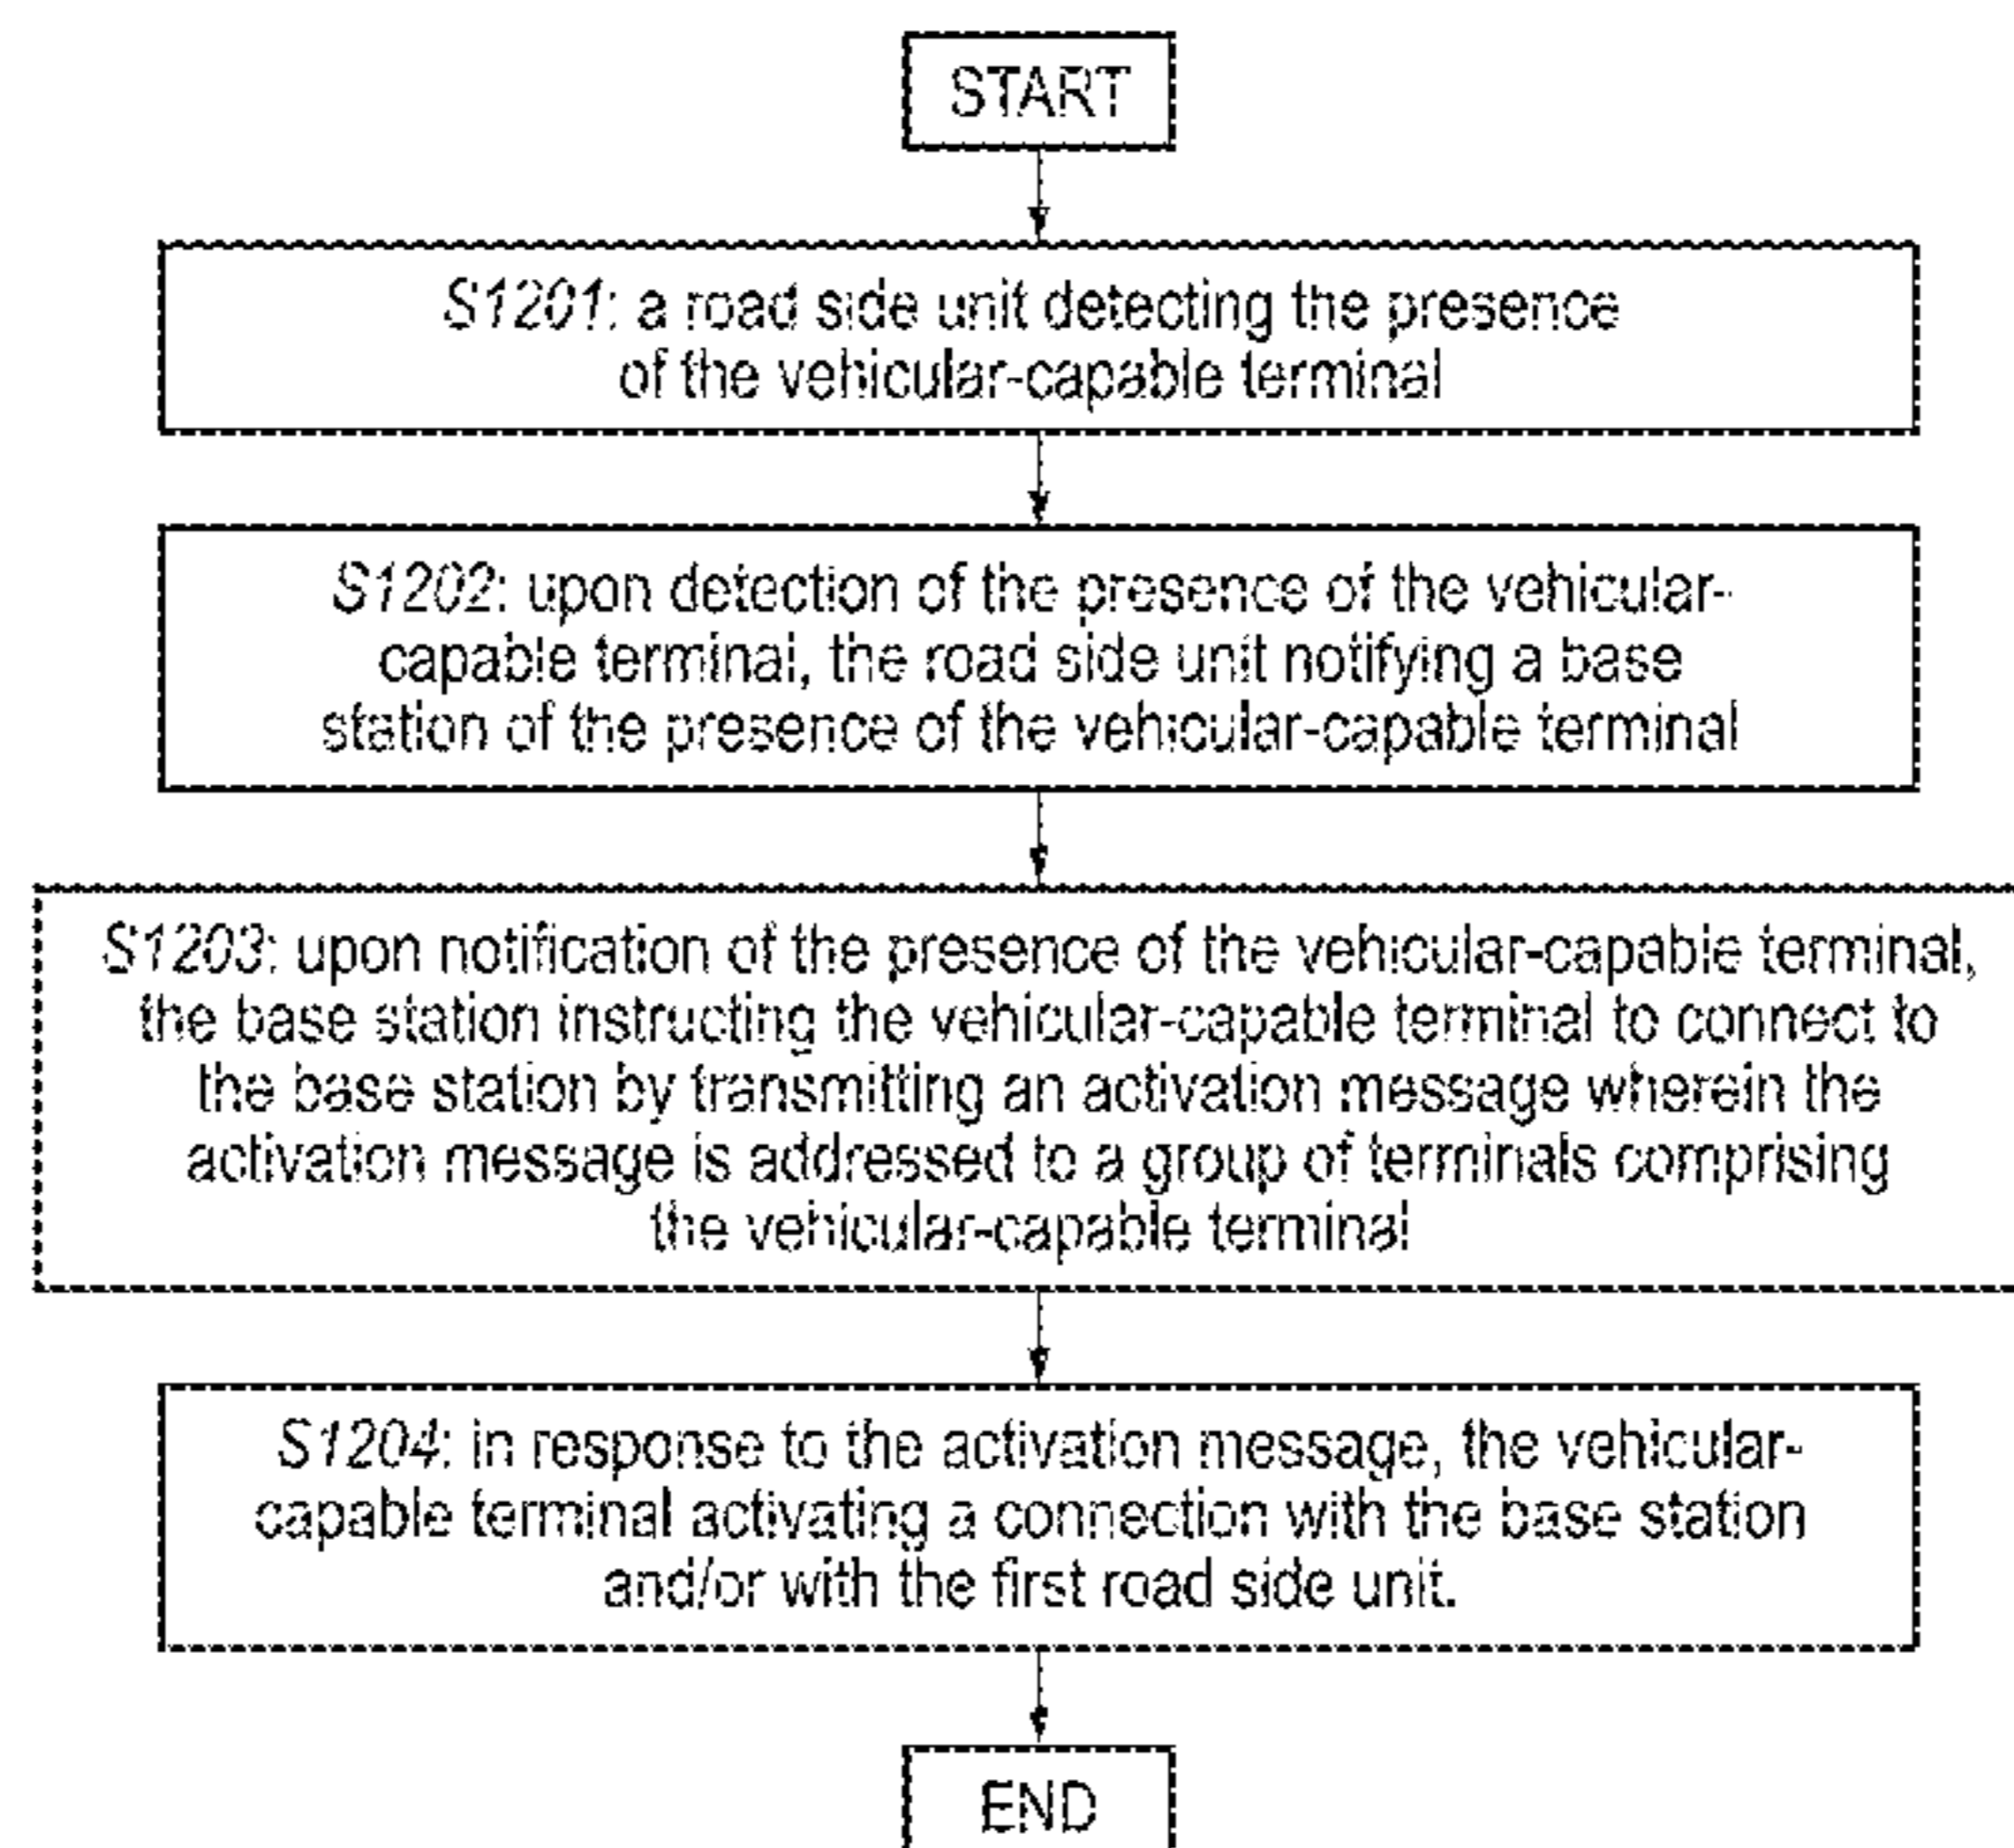 START
S1201: a road side unit detecting the presence
of the vehicular-capable terminal
S1202: upon detection of the presence of the vehicular-
capable terminal, the road side unit notifying a base
station of the presence of the vehicular-capable terminal
S1203: upon notification of the presence of the vehicular-capable terminal,
the base station instructing the vehicular-capable terminal to connect to
the base station by transmitting an activation message wherein the
activation message is addressed to a group of terminals comprising
the vehicular-capable terminal
S1204: in response to the activation message, the vehicular-
capable terminal activating a connection with the base station
and/or with the first road side unit.
END